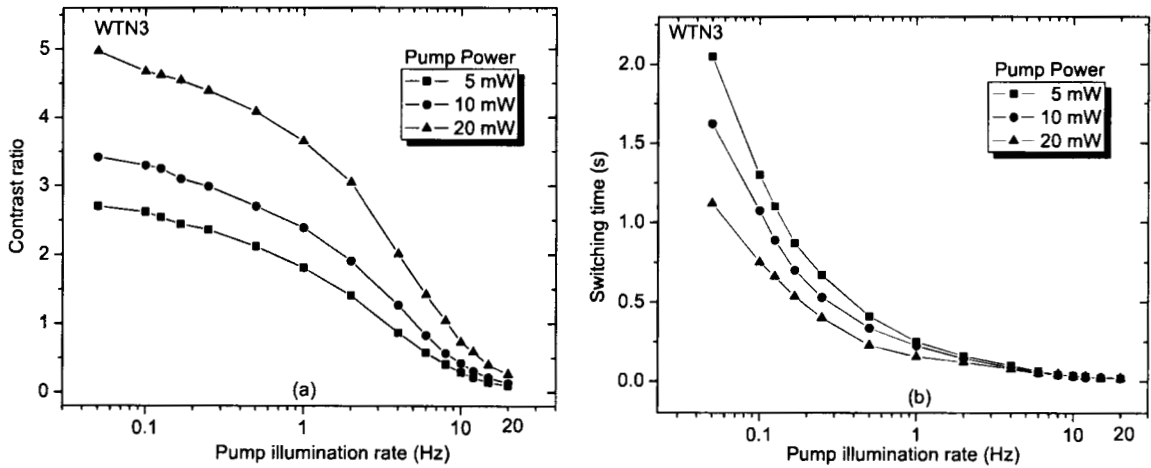 WTN3
Pump Power
5 mW
10 mW
20 mW
5
4
3
2
1
0
Contrast ratio
(a)
0.1
1
10
20
Pump illumination rate (Hz)
WTN3
Pump Power
5 mW
10 mW
20 mW
2.0
1.5
1.0
0.5
0.0
Switching time (s)
(b)
0.1
1
10
20
Pump illumination rate (Hz)